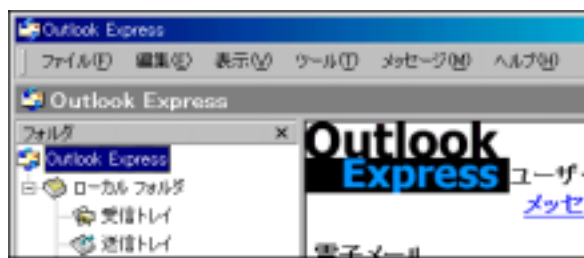 Outlook Express
ファイル(F) 編集(E) 表示(V) ツール(T) メッセージ(M) ヘルプ(H)
Outlook Express
フォルダ ×
Outlook Express
ローカル フォルダ
受信トレイ
送信トレイ
Outlook
Express
ユーザー
メッセ
電子メール